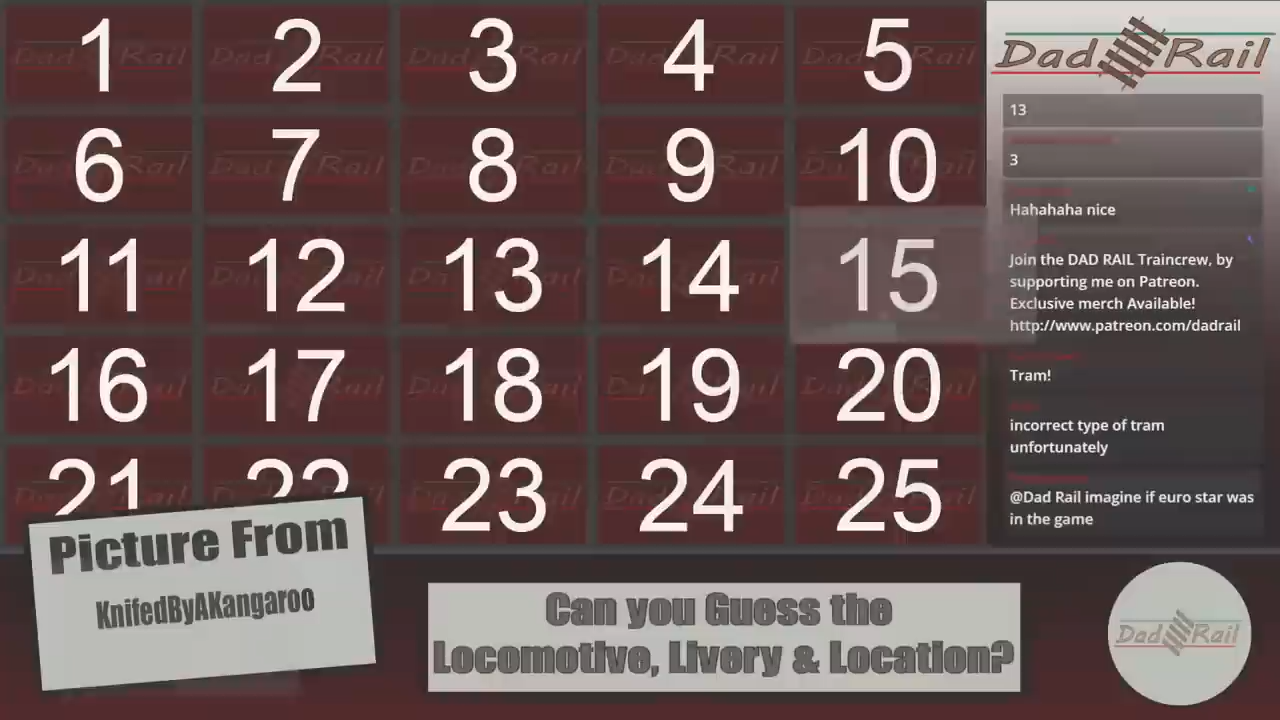 1 2 3 4 5
6 7 8 9 10
11 12 13 14 15
16 17 18 19 20
21 22 23 24 25
Picture From
KnifedByAKangaroo
Can you Guess the
Locomotive, Livery & Location?
Dad Rail
13
3
Hahahaha nice
Join the DAD RAIL Traincrew, by
supporting me on Patreon.
Exclusive merch Available!
http://www.patreon.com/dadrail
Tram!
incorrect type of tram
unfortunately
@Dad Rail imagine if euro star was
in the game
Dad Rail